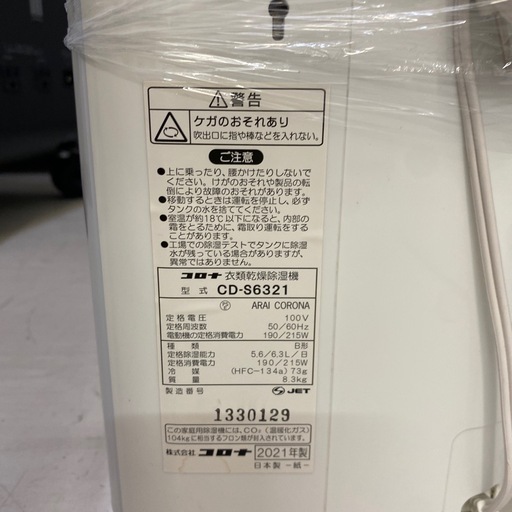 警告
ケガのおそれあり
吹出口に指や棒などを入れない。
ご注意
●上に乗ったり、腰かけたりしないで
ください。けがのおそれや製品の転
倒により故障のおそれがあります。
●移動するときは運転を停止し、必ず
タンクの水を捨ててください。
●室温が約18℃以下になると、内部の
霜をとるために、霜取り運転をする
ことがあります。
●工場での除湿テストでタンクに除湿
水が残っている場合がありますが、
異常ではありません。
コロナ 衣類乾燥除湿機
型式 CD-S6321
ARAI CORONA
定格電圧 100V
定格周波数 50/60Hz
電動機の定格消費電力 190/215W
種類 B形
定格除湿能力 5.6/6.3L/日
定格消費電力 190/215W
冷媒 (HFC-134a) 73g
質量 8.3kg
製造番号 JET
1330129
この家庭用除湿機には、CO₂(温暖化ガス)
104kgに相当するフロン類が封入されています。
株式会社 コロナ 2021年製
日本製 -紙-